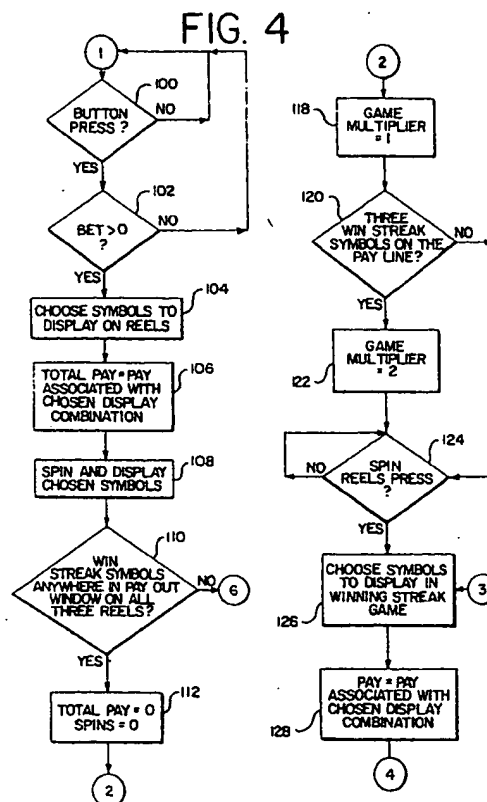 FIG. 4
1
100
BUTTON
PRESS ?
NO
YES
102
BET>0
?
NO
YES
104
CHOOSE SYMBOLS TO
DISPLAY ON REELS
106
TOTAL PAY=PAY
ASSOCIATED WITH
CHOSEN DISPLAY
COMBINATION
108
SPIN AND DISPLAY
CHOSEN SYMBOLS
110
WIN
STREAK SYMBOLS
ANYWHERE IN PAY OUT
WINDOW ON ALL
THREE REELS?
NO
6
YES
112
TOTAL PAY = 0
SPINS = 0
2
2
118
GAME
MULTIPLIER
= 1
120
THREE
WIN STREAK
SYMBOLS ON THE
PAY LINE?
NO
YES
GAME
MULTIPLIER
= 2
122
124
SPIN
REELS PRESS
?
NO
YES
CHOOSE SYMBOLS
TO DISPLAY IN
WINNING STREAK
GAME
3
126
PAY = PAY
ASSOCIATED WITH
CHOSEN DISPLAY
COMBINATION
128
4